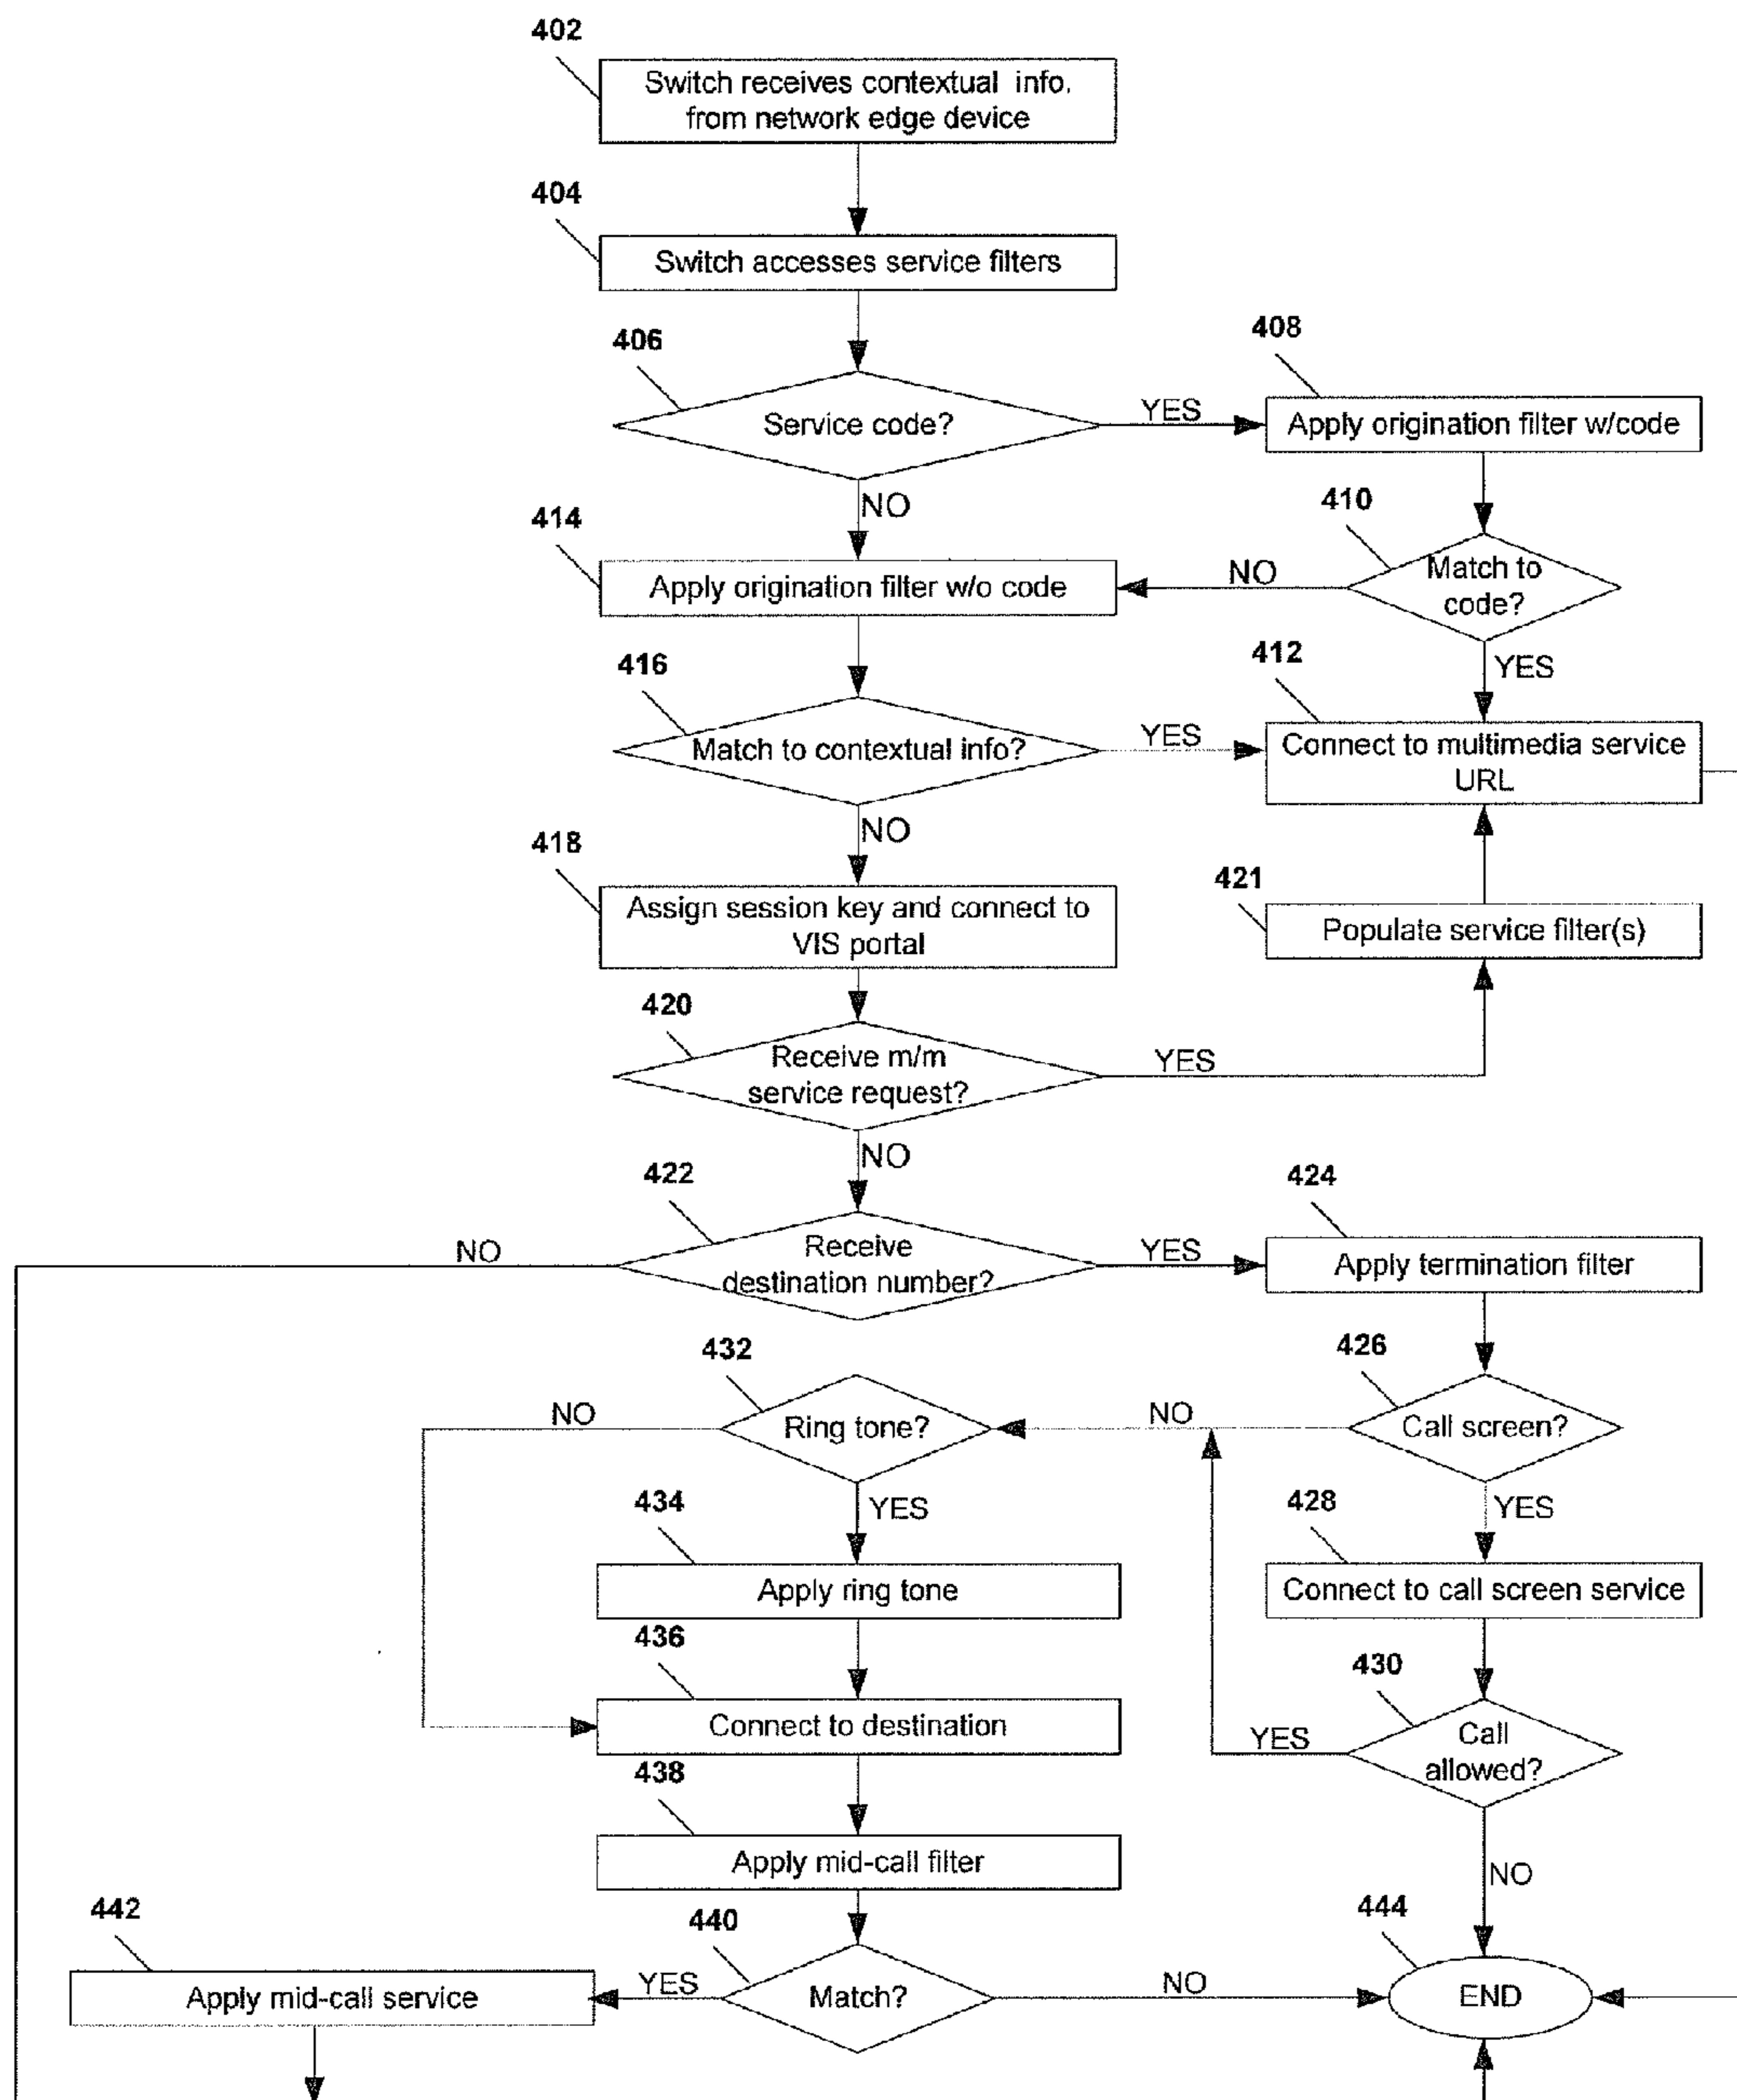 402
Switch receives contextual info.
from network edge device
404
Switch accesses service filters
406
Service code?
YES
408
Apply origination filter w/code
NO
410
Match to
code?
NO
YES
414
Apply origination filter w/o code
416
Match to contextual info?
YES
412
Connect to multimedia service
URL
NO
418
Assign session key and connect to
VIS portal
421
Populate service filter(s)
420
Receive m/m
service request?
YES
NO
422
Receive
destination number?
NO
YES
424
Apply termination filter
426
Call screen?
NO
YES
432
Ring tone?
NO
YES
428
Connect to call screen service
434
Apply ring tone
430
Call
allowed?
YES
NO
436
Connect to destination
438
Apply mid-call filter
440
Match?
YES
NO
442
Apply mid-call service
444
END